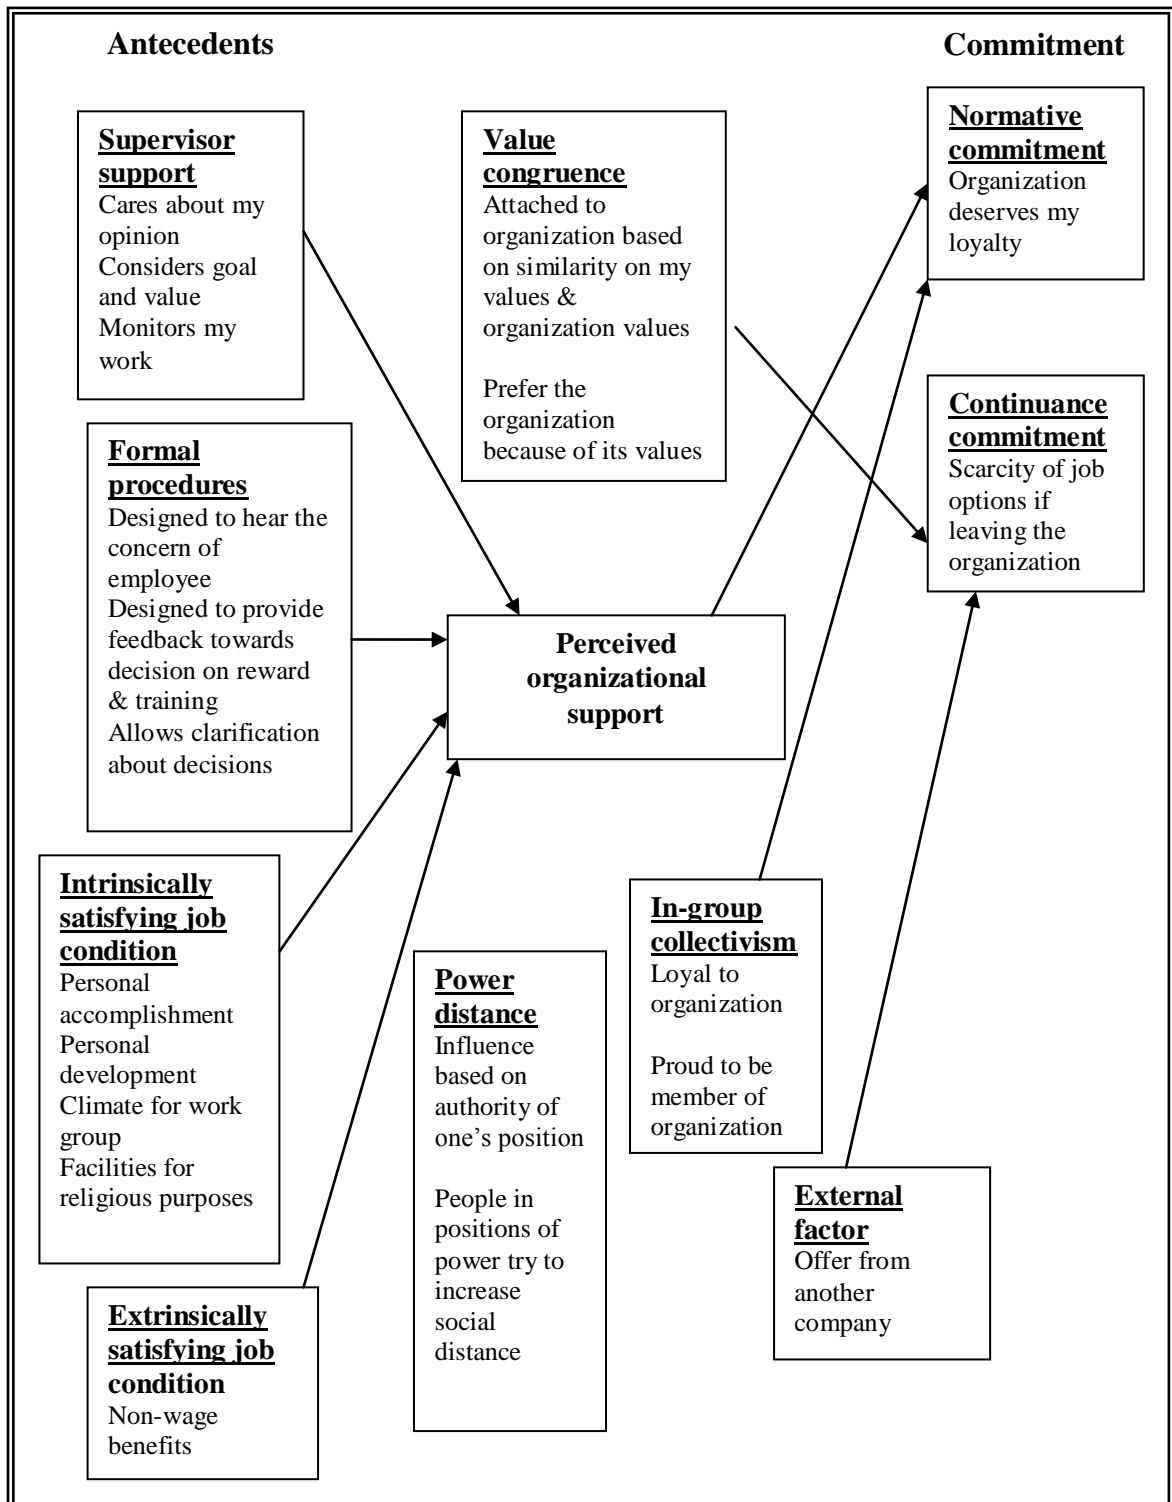 Antecedents
Commitment
Supervisor
support
Cares about my
opinion
Considers goal
and value
Monitors my
work
Value
congruence
Attached to
organization based
on similarity on my
values &
organization values
Prefer the
organization
because of its values
Normative
commitment
Organization
deserves my
loyalty
Continuance
commitment
Scarcity of job
options if
leaving the
organization
Formal
procedures
Designed to hear the
concern of
employee
Designed to provide
feedback towards
decision on reward
& training
Allows clarification
about decisions
Perceived
organizational
support
Intrinsically
satisfying job
condition
Personal
accomplishment
Personal
development
Climate for work
group
Facilities for
religious purposes
Power
distance
Influence
based on
authority of
one’s position
People in
positions of
power try to
increase
social
distance
In-group
collectivism
Loyal to
organization
Proud to be
member of
organization
External
factor
Offer from
another
company
Extrinsically
satisfying job
condition
Non-wage
benefits